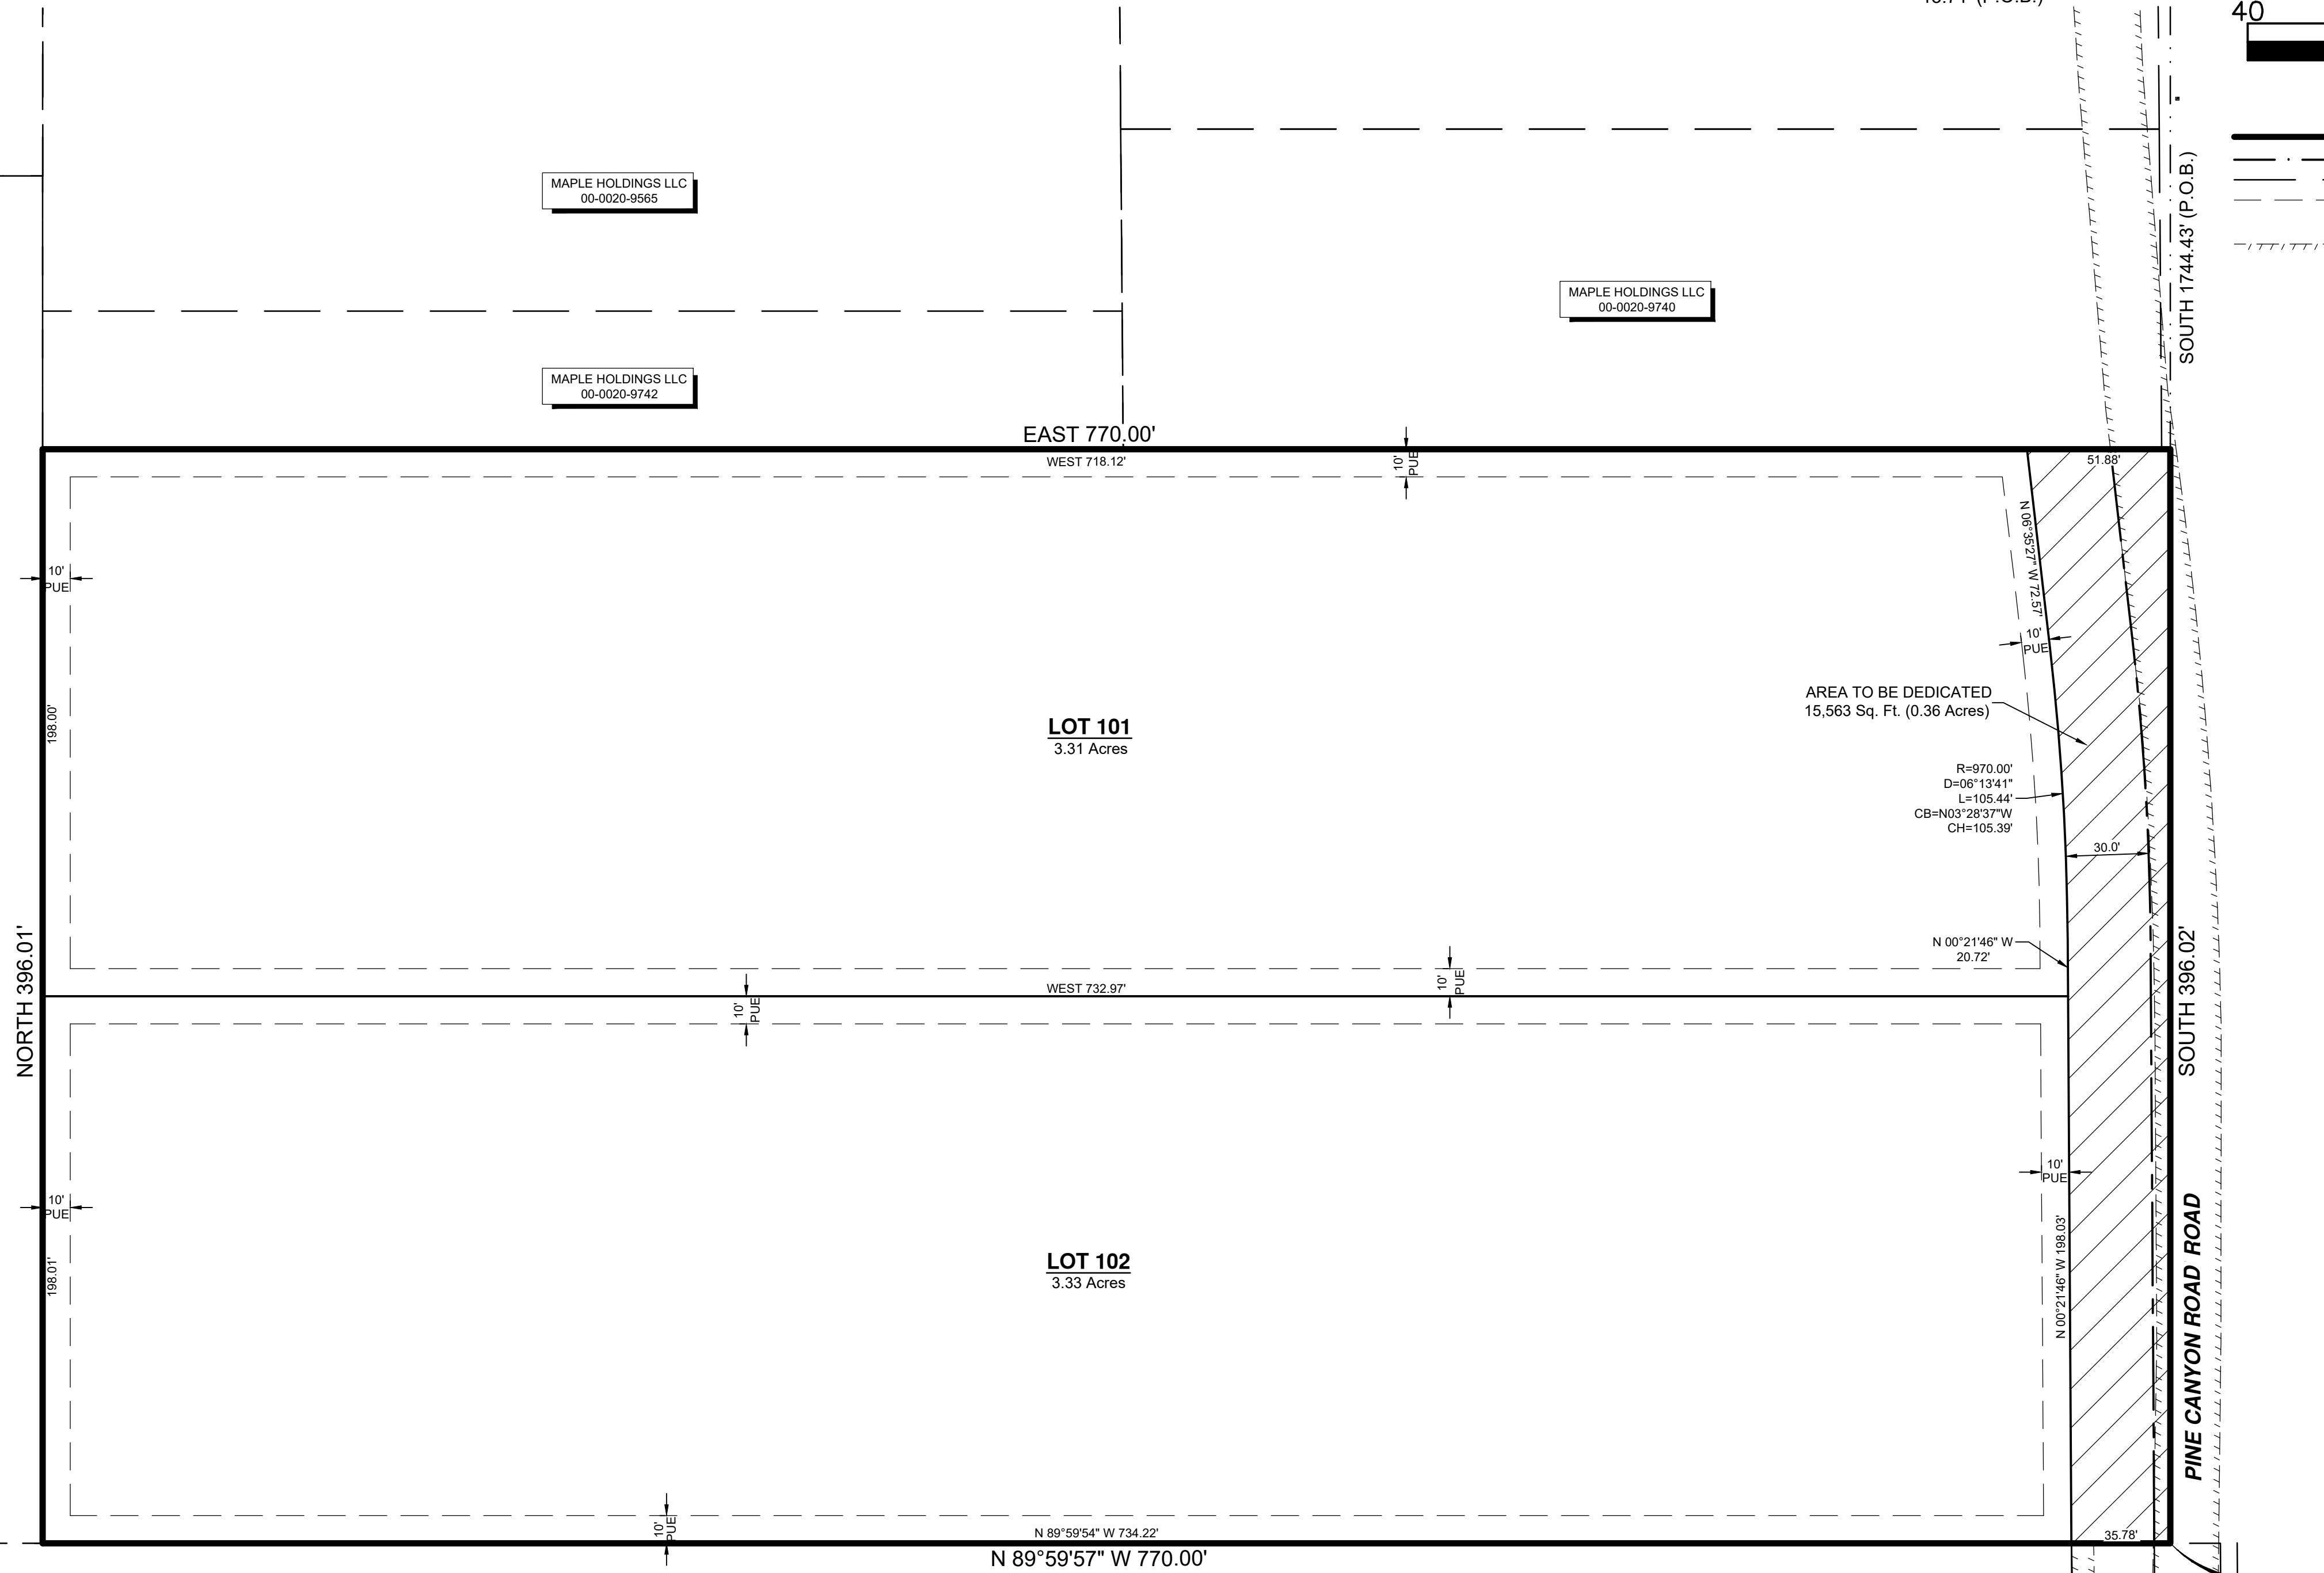 40
MAPLE HOLDINGS LLC
00-0020-9565
SOUTH 1744.43' (P.O.B.)
MAPLE HOLDINGS LLC
00-0020-9740
MAPLE HOLDINGS LLC
00-0020-9742
EAST 770.00'
WEST 718.12'
10'
PUE
51.88'
N 06°35'27" W 72.57'
10'
PUE
10'
PUE
198.00'
LOT 101
3.31 Acres
AREA TO BE DEDICATED
15,563 Sq. Ft. (0.36 Acres)
R=970.00'
D=06°13'41"
L=105.44'
CB=N03°28'37"W
CH=105.39'
30.0'
N 00°21'46" W
20.72'
NORTH 396.01'
SOUTH 396.02'
WEST 732.97'
10'
PUE
10'
PUE
10'
PUE
10'
PUE
198.01'
LOT 102
3.33 Acres
N 00°21'46" W 198.03'
PINE CANYON ROAD ROAD
10'
PUE
N 89°59'54" W 734.22'
35.78'
N 89°59'57" W 770.00'